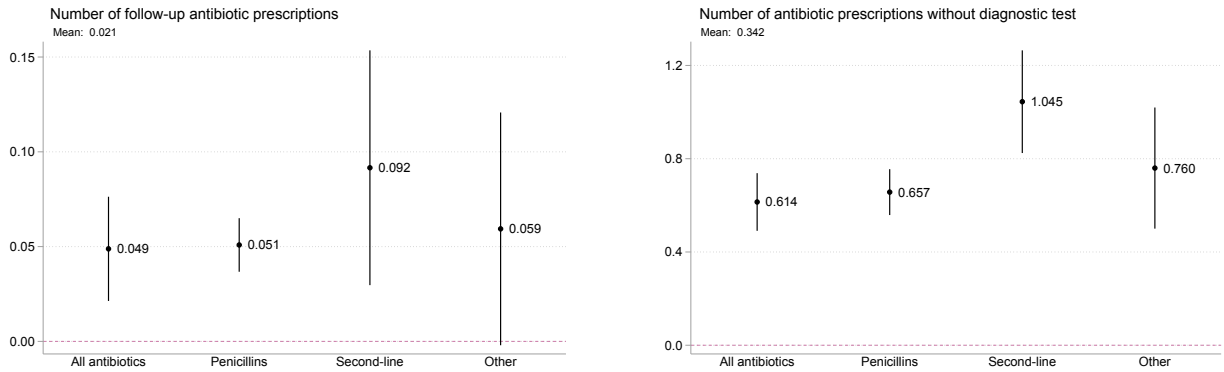 Number of follow-up antibiotic prescriptions
Mean: 0.021
0.15
0.10
0.05
0.00
0.049
0.051
0.092
0.059
All antibiotics Penicillins Second-line Other
Number of antibiotic prescriptions without diagnostic test
Mean: 0.342
1.2
0.8
0.4
0.0
0.614
0.657
1.045
0.760
All antibiotics Penicillins Second-line Other